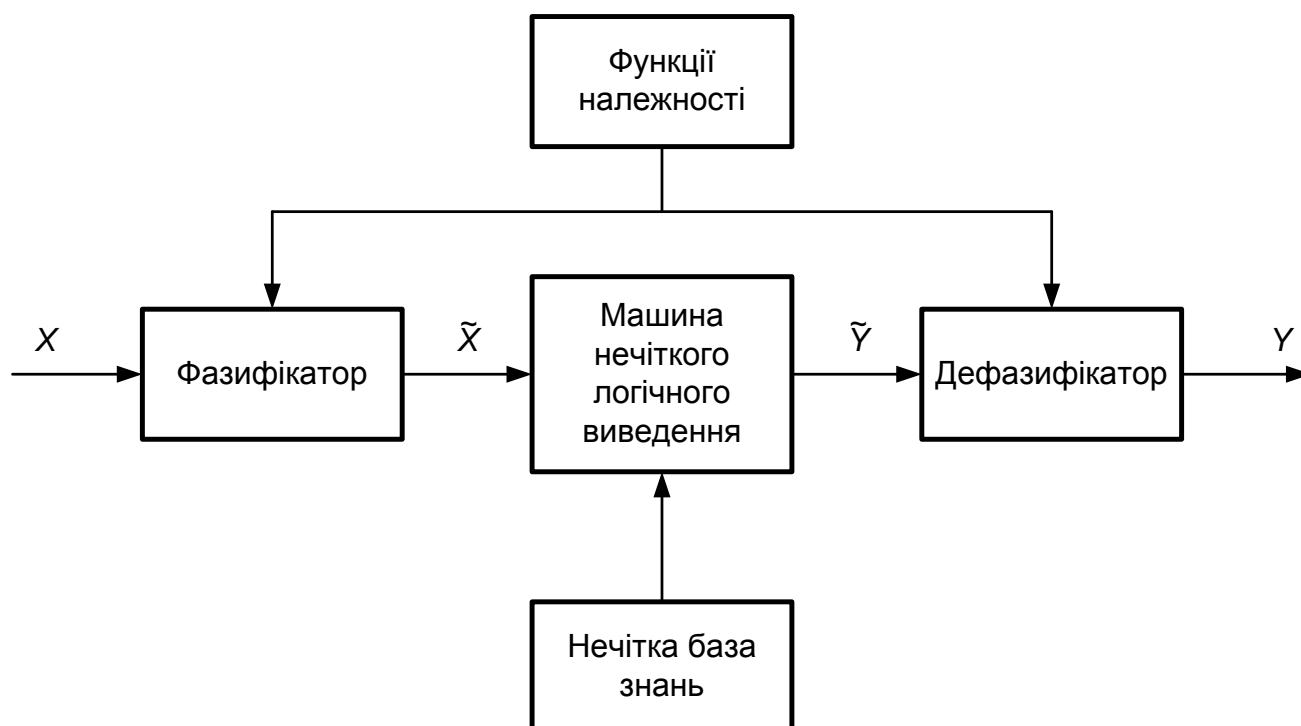 Функції
належності
X
Фазифікатор
X̃
Машина
нечіткого
логічного
виведення
Ỹ
Дефазифікатор
Y
Нечітка база
знань